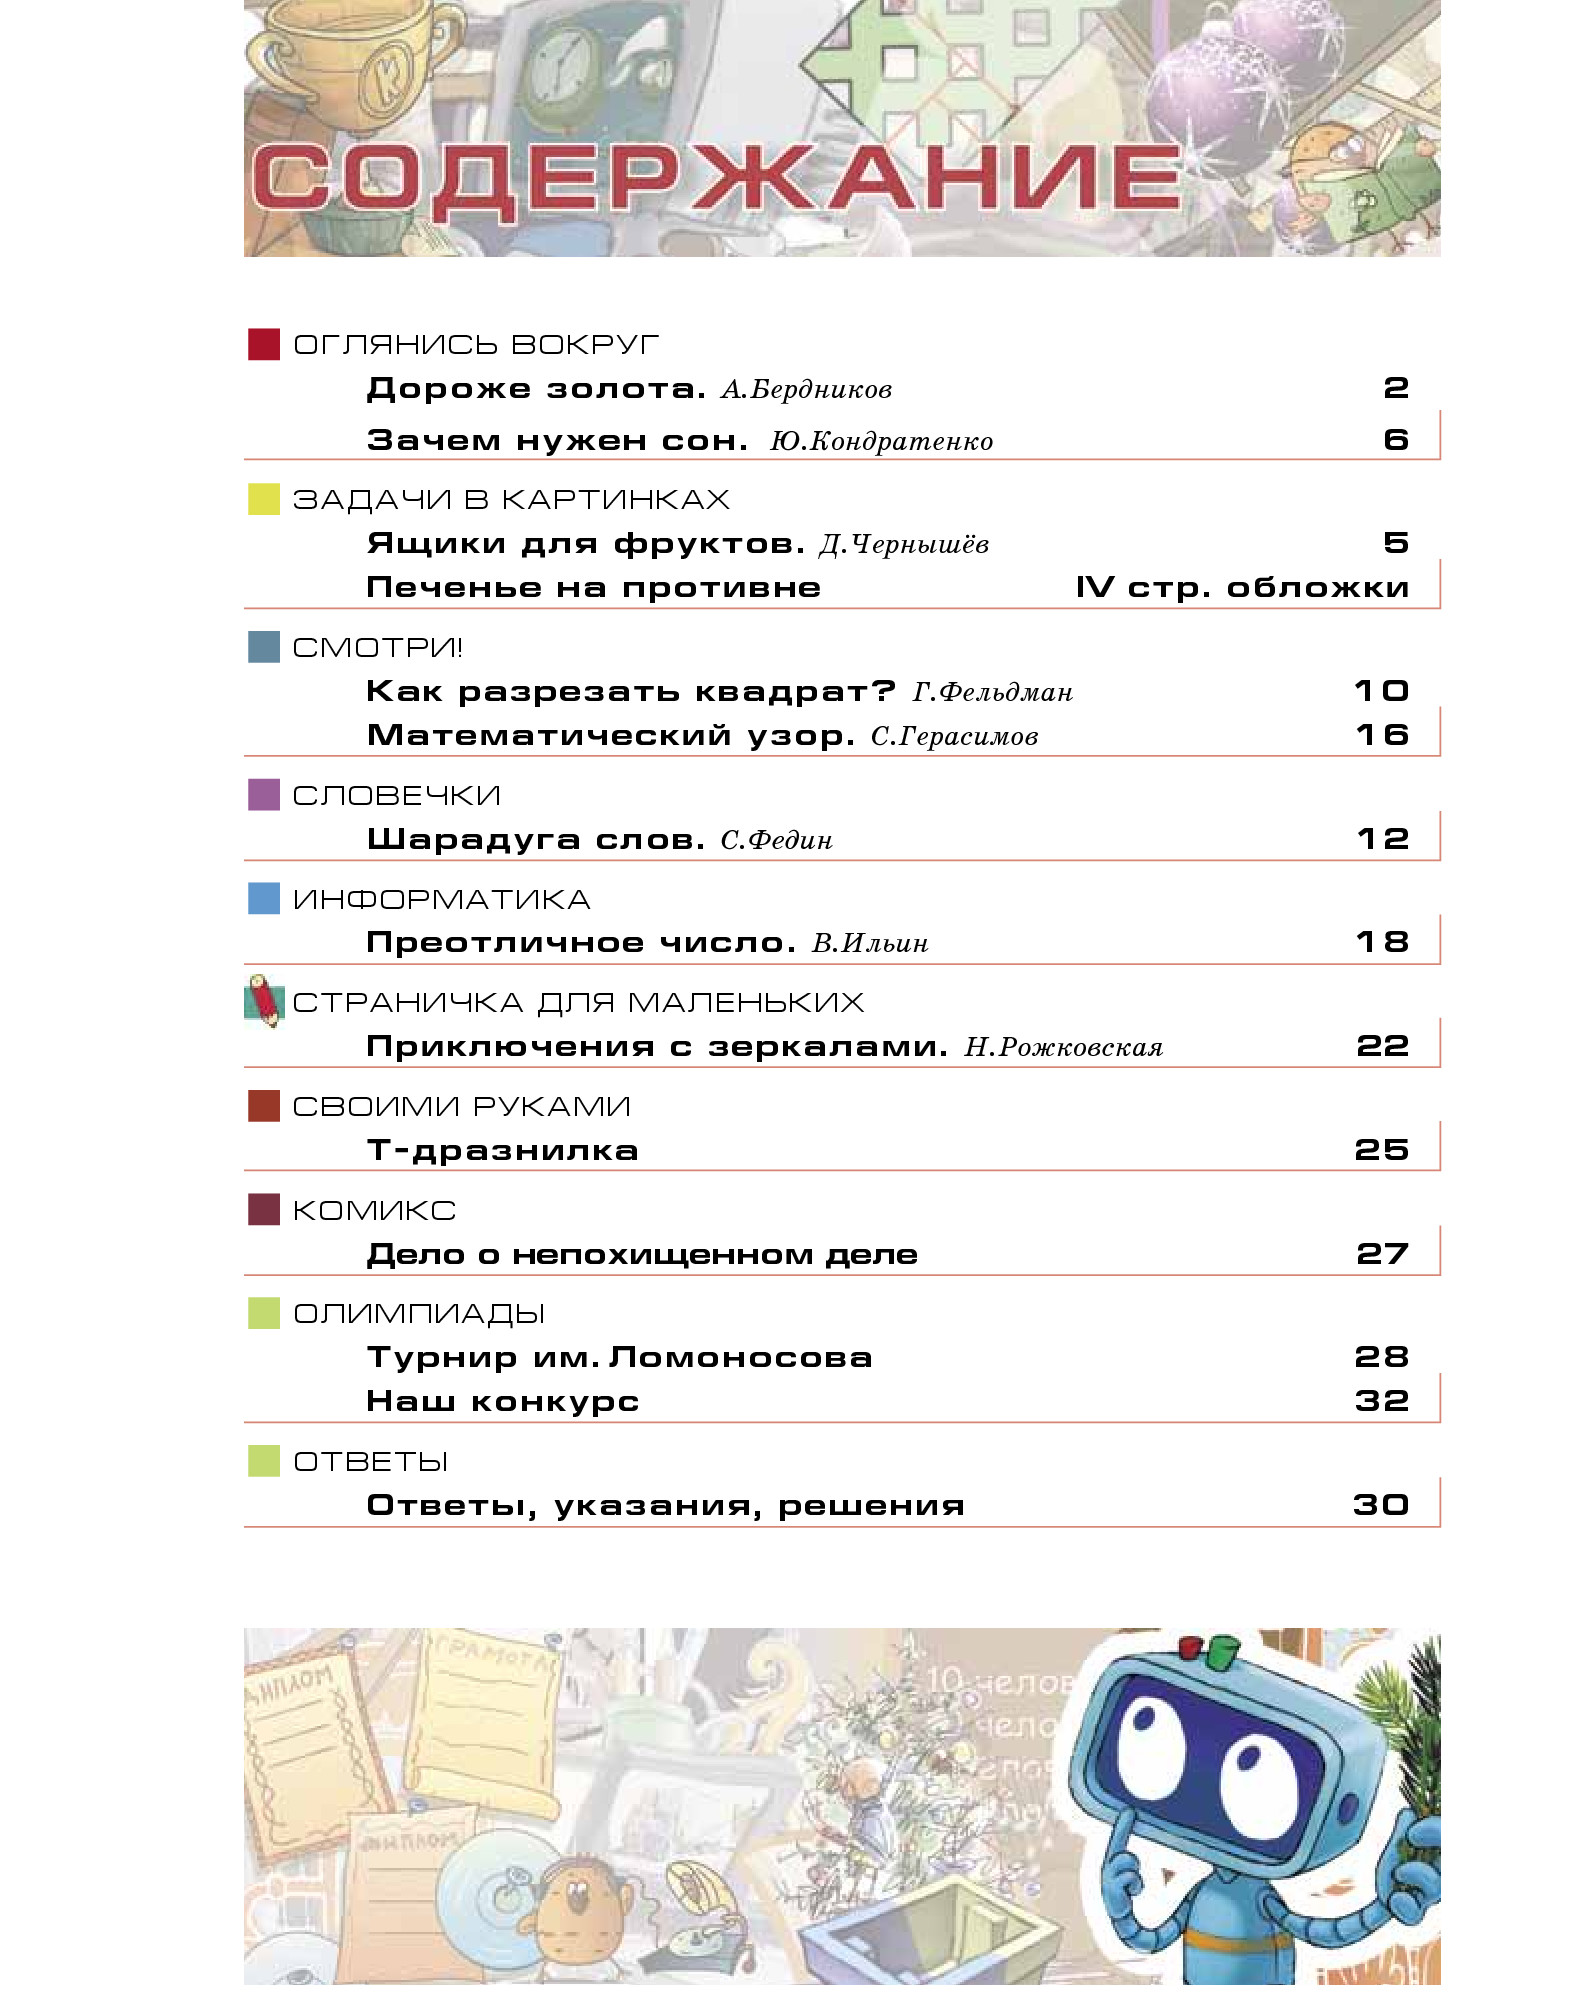 СОДЕРЖАНИЕ
ОГЛЯНИСЬ ВОКРУГ
Дороже золота. А.Бердников 2
Зачем нужен сон. Ю.Кондратенко 6
ЗАДАЧИ В КАРТИНКАХ
Ящики для фруктов. Д.Чернышёв 5
Печенье на противне IV стр. обложки
СМОТРИ!
Как разрезать квадрат? Г.Фельдман 10
Математический узор. С.Герасимов 16
СЛОВЕЧКИ
Шарадуга слов. С.Федин 12
ИНФОРМАТИКА
Преотличное число. В.Ильин 18
СТРАНИЧКА ДЛЯ МАЛЕНЬКИХ
Приключения с зеркалами. Н.Рожковская 22
СВОИМИ РУКАМИ
Т-дразнилка 25
КОМИКС
Дело о непохищенном деле 27
ОЛИМПИАДЫ
Турнир им. Ломоносова 28
Наш конкурс 32
ОТВЕТЫ
Ответы, указания, решения 30
ГРАМОТА
ДИПЛОМ
10 челов
чело
ДИПЛОМ